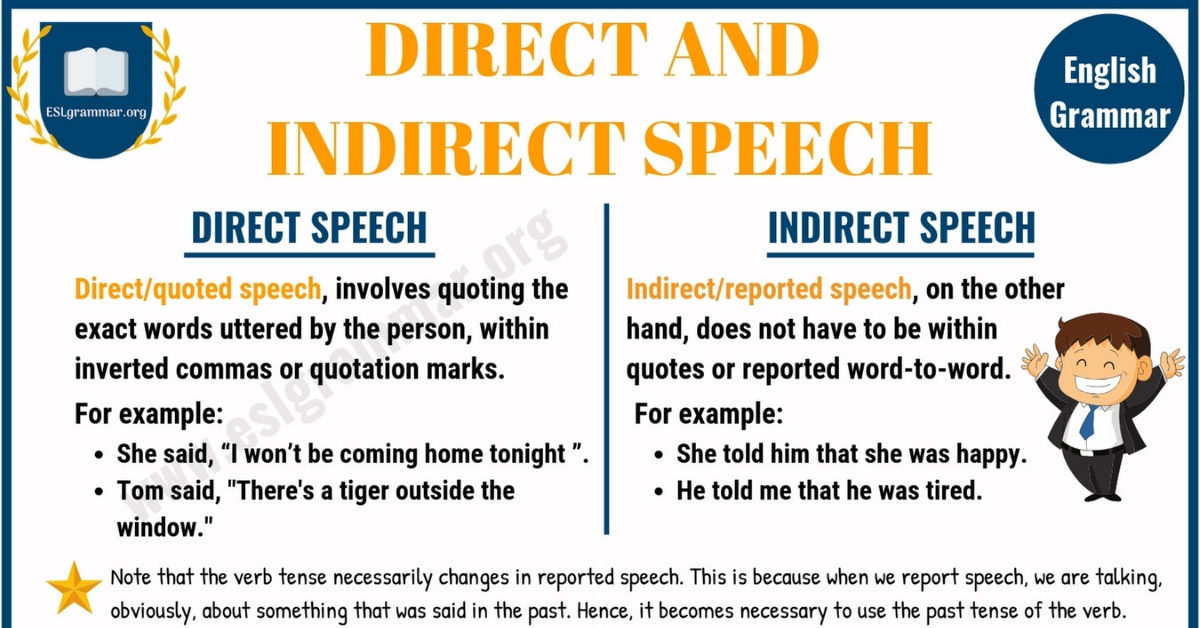 ESLgrammar.org
DIRECT AND
INDIRECT SPEECH
English
Grammar
DIRECT SPEECH
Direct/quoted speech, involves quoting the
exact words uttered by the person, within
inverted commas or quotation marks.
For example:
• She said, “I won’t be coming home tonight ”.
• Tom said, "There's a tiger outside the
window."
INDIRECT SPEECH
Indirect/reported speech, on the other
hand, does not have to be within
quotes or reported word-to-word.
For example:
• She told him that she was happy.
• He told me that he was tired.
Note that the verb tense necessarily changes in reported speech. This is because when we report speech, we are talking,
obviously, about something that was said in the past. Hence, it becomes necessary to use the past tense of the verb.
www.eslgrammar.org